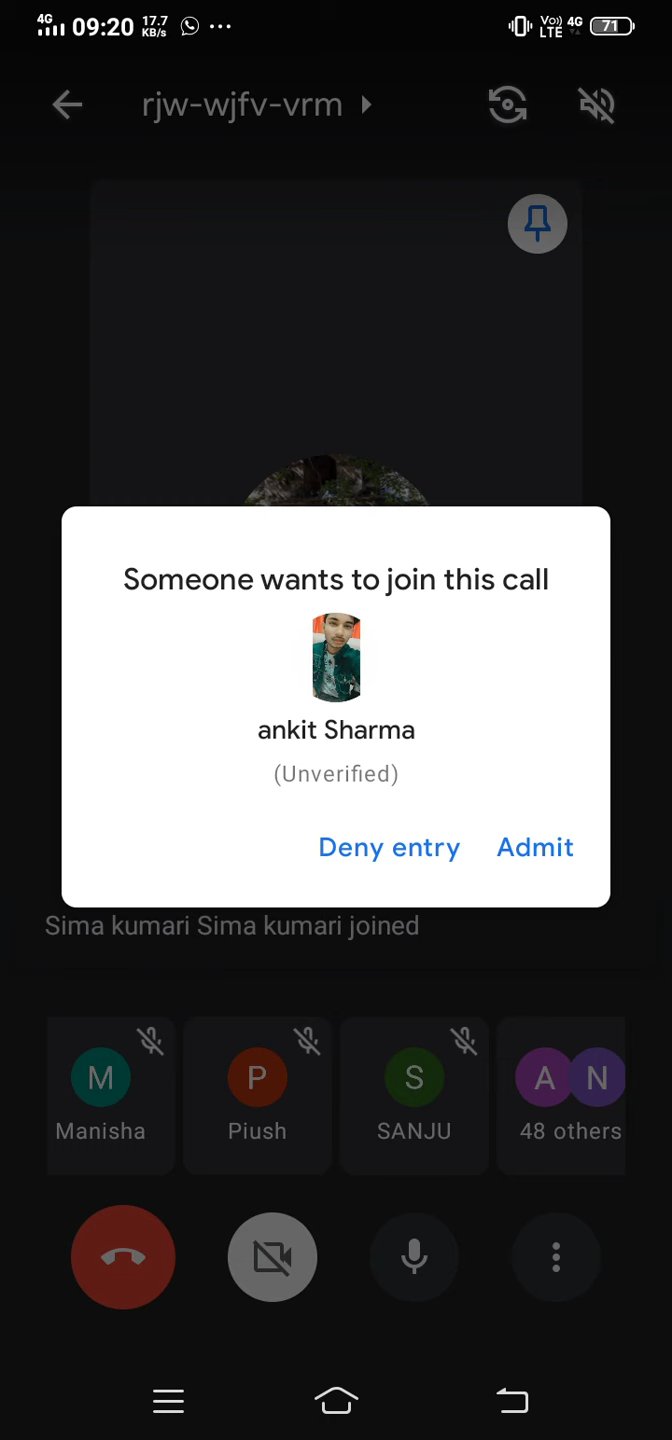 4G 09:20 17.7 KB/s ... Vo)) LTE 4G 71
rjw-wjfv-vrm
Someone wants to join this call
ankit Sharma
(Unverified)
Deny entry Admit
Sima kumari Sima kumari joined
M P S A N
Manisha Piush SANJU 48 others